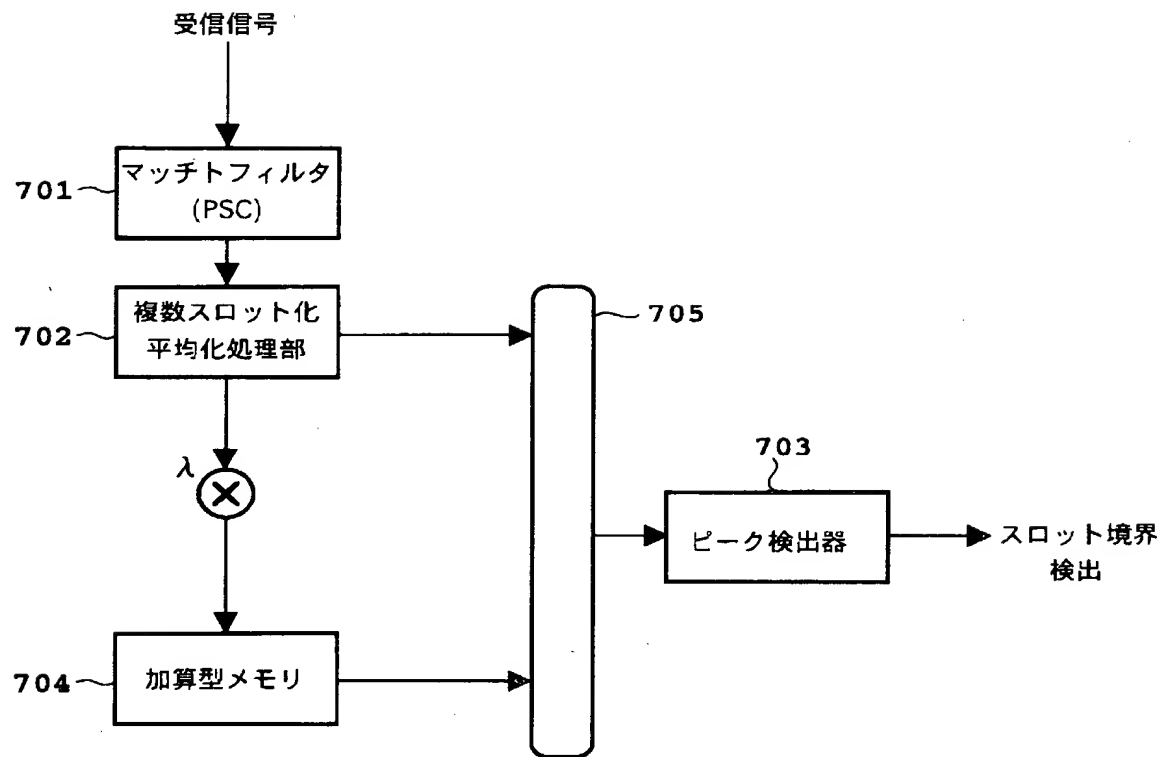 受信信号
701
マッチトフィルタ
(PSC)
702
複数スロット化
平均化処理部
705
λ
703
ピーク検出器
スロット境界
検出
704
加算型メモリ